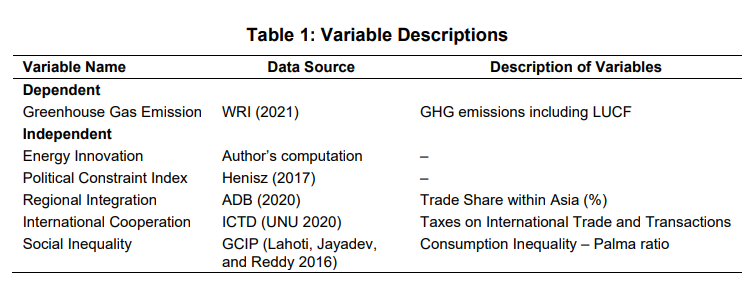 Table 1: Variable Descriptions
Variable Name Data Source Description of Variables
Dependent
Greenhouse Gas Emission WRI (2021) GHG emissions including LUCF
Independent
Energy Innovation Author’s computation –
Political Constraint Index Henisz (2017) –
Regional Integration ADB (2020) Trade Share within Asia (%)
International Cooperation ICTD (UNU 2020) Taxes on International Trade and Transactions
Social Inequality GCIP (Lahoti, Jayadev, Consumption Inequality – Palma ratio
and Reddy 2016)